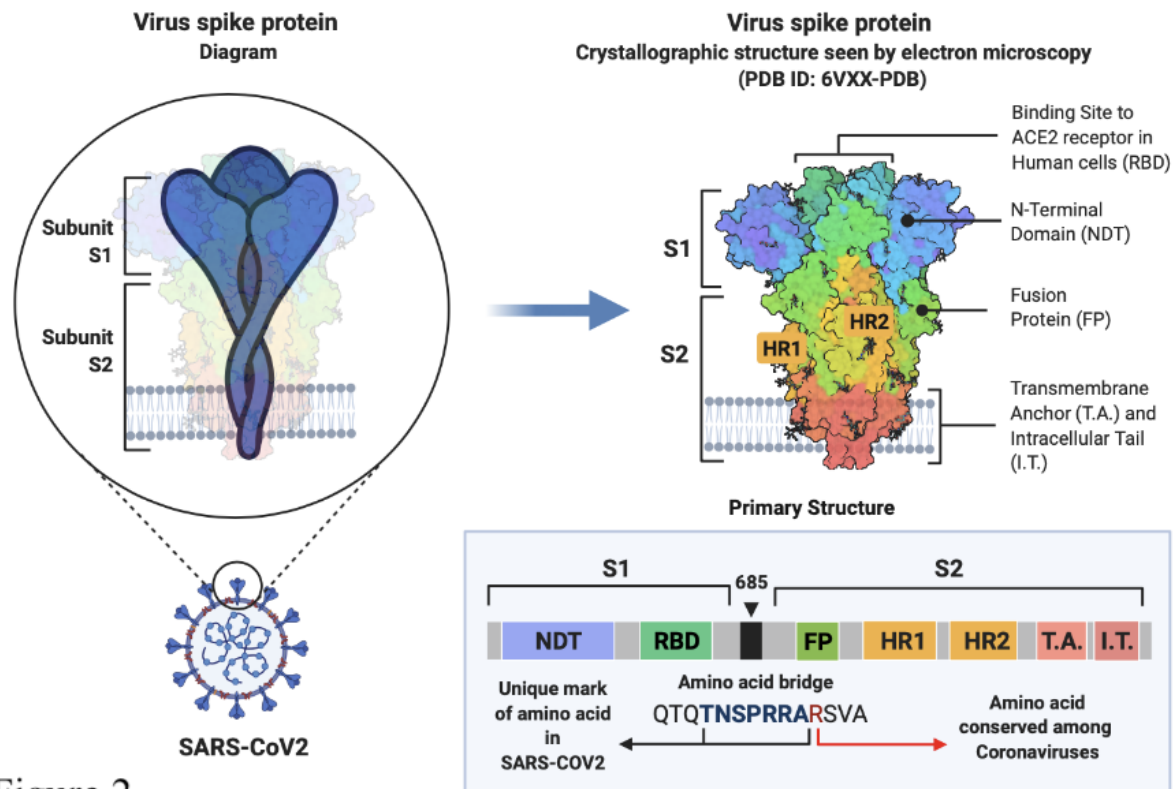 Virus spike protein
Diagram
Subunit
S1
Subunit
S2
SARS-CoV2
Virus spike protein
Crystallographic structure seen by electron microscopy
(PDB ID: 6VXX-PDB)
S1
S2
HR1
HR2
Binding Site to
ACE2 receptor in
Human cells (RBD)
N-Terminal
Domain (NDT)
Fusion
Protein (FP)
Transmembrane
Anchor (T.A.) and
Intracellular Tail
(I.T.)
Primary Structure
S1
685
S2
NDT
RBD
FP
HR1
HR2
T.A.
I.T.
Unique mark
of amino acid
in
SARS-COV2
Amino acid bridge
QTQTNSPRRARSVA
Amino acid
conserved among
Coronaviruses